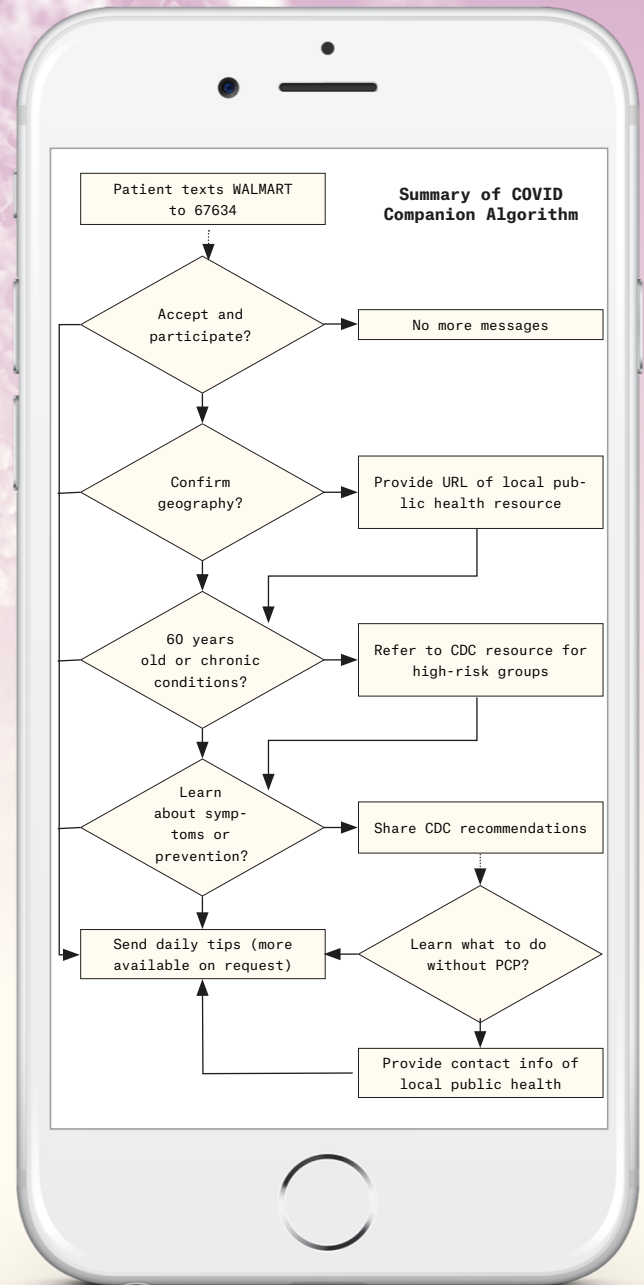 Summary of COVID
Companion Algorithm
Patient texts WALMART
to 67634
Accept and
participate?
No more messages
Confirm
geography?
Provide URL of local pub-
lic health resource
60 years
old or chronic
conditions?
Refer to CDC resource for
high-risk groups
Learn
about symp-
toms or
prevention?
Share CDC recommendations
Send daily tips (more
available on request)
Learn what to do
without PCP?
Provide contact info of
local public health